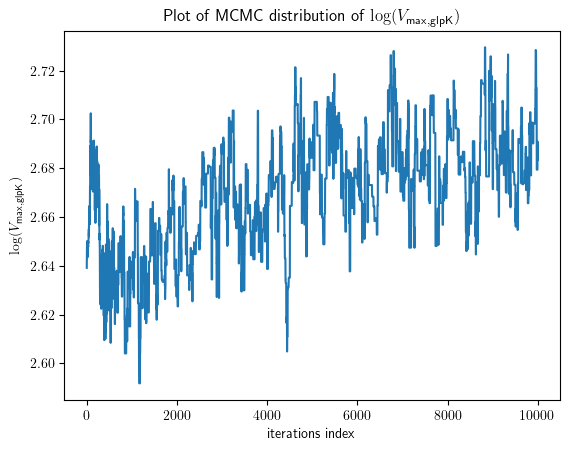 Plot of MCMC distribution of log(V_max,glpK)
log(V_max,glpK)
2.72
2.70
2.68
2.66
2.64
2.62
2.60
0 2000 4000 6000 8000 10000
iterations index